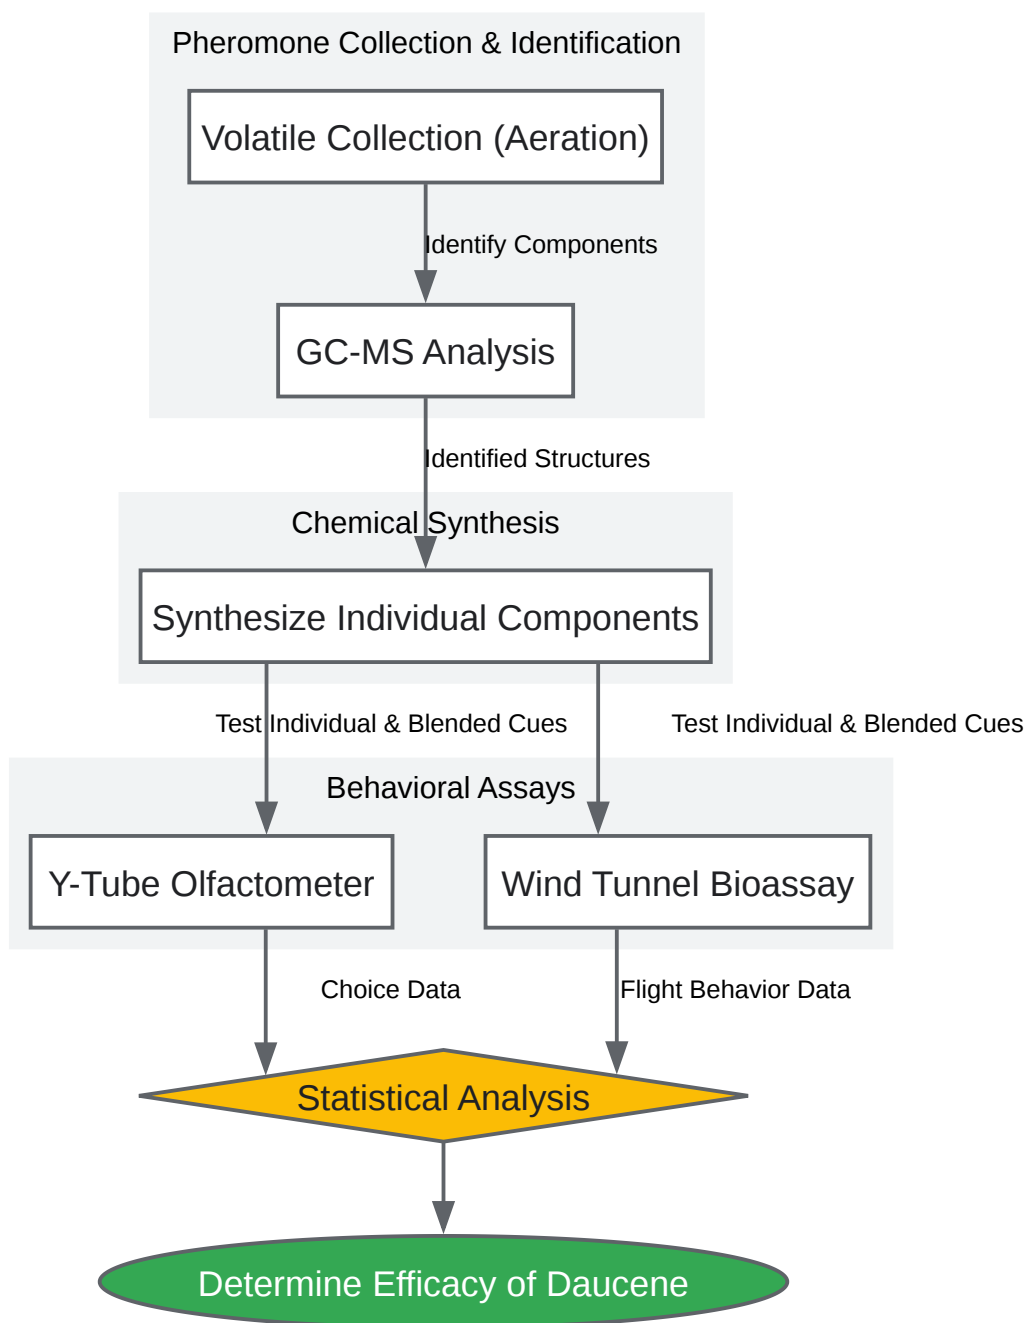 Pheromone Collection & Identification
Volatile Collection (Aeration)
Identify Components
GC-MS Analysis
Identified Structures
Chemical Synthesis
Synthesize Individual Components
Test Individual & Blended Cues
Test Individual & Blended Cues
Behavioral Assays
Y-Tube Olfactometer
Wind Tunnel Bioassay
Choice Data
Flight Behavior Data
Statistical Analysis
Determine Efficacy of Daucene